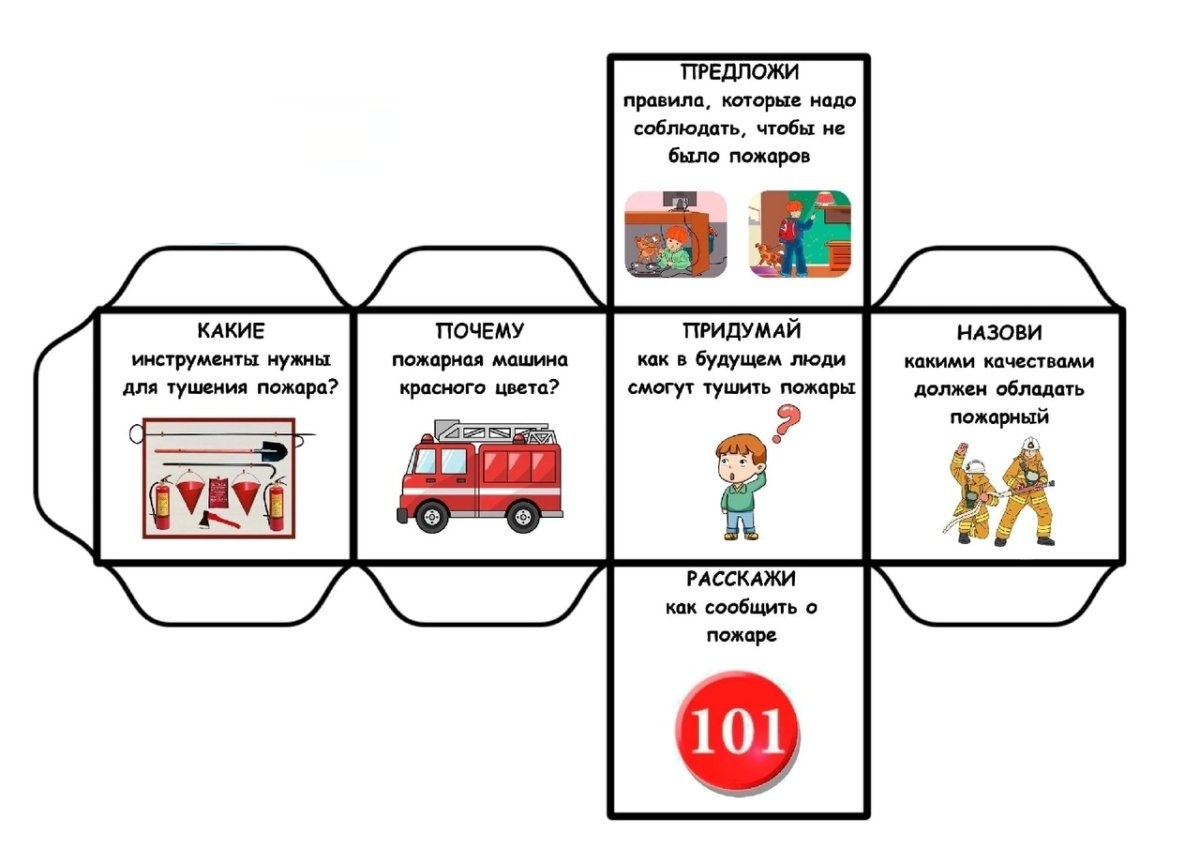 ПРЕДЛОЖИ
правила, которые надо
соблюдать, чтобы не
было пожаров
КАКИЕ
инструменты нужны
для тушения пожара?
ПОЧЕМУ
пожарная машина
красного цвета?
ПРИДУМАЙ
как в будущем люди
смогут тушить пожары
?
НАЗОВИ
какими качествами
должен обладать
пожарный
РАССКАЖИ
как сообщить о
пожаре
101